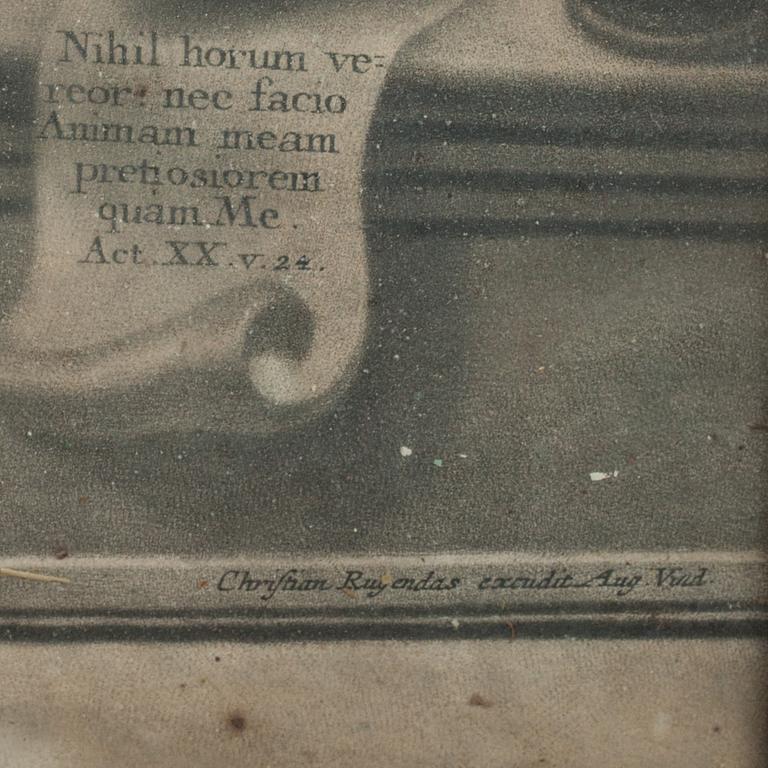 Nihil horum ve=
reor: nec facio
Animam meam
pretiosiorem
quam Me.
Act. XX. v. 24.
Christian Rugendas excudit Aug. Vind.